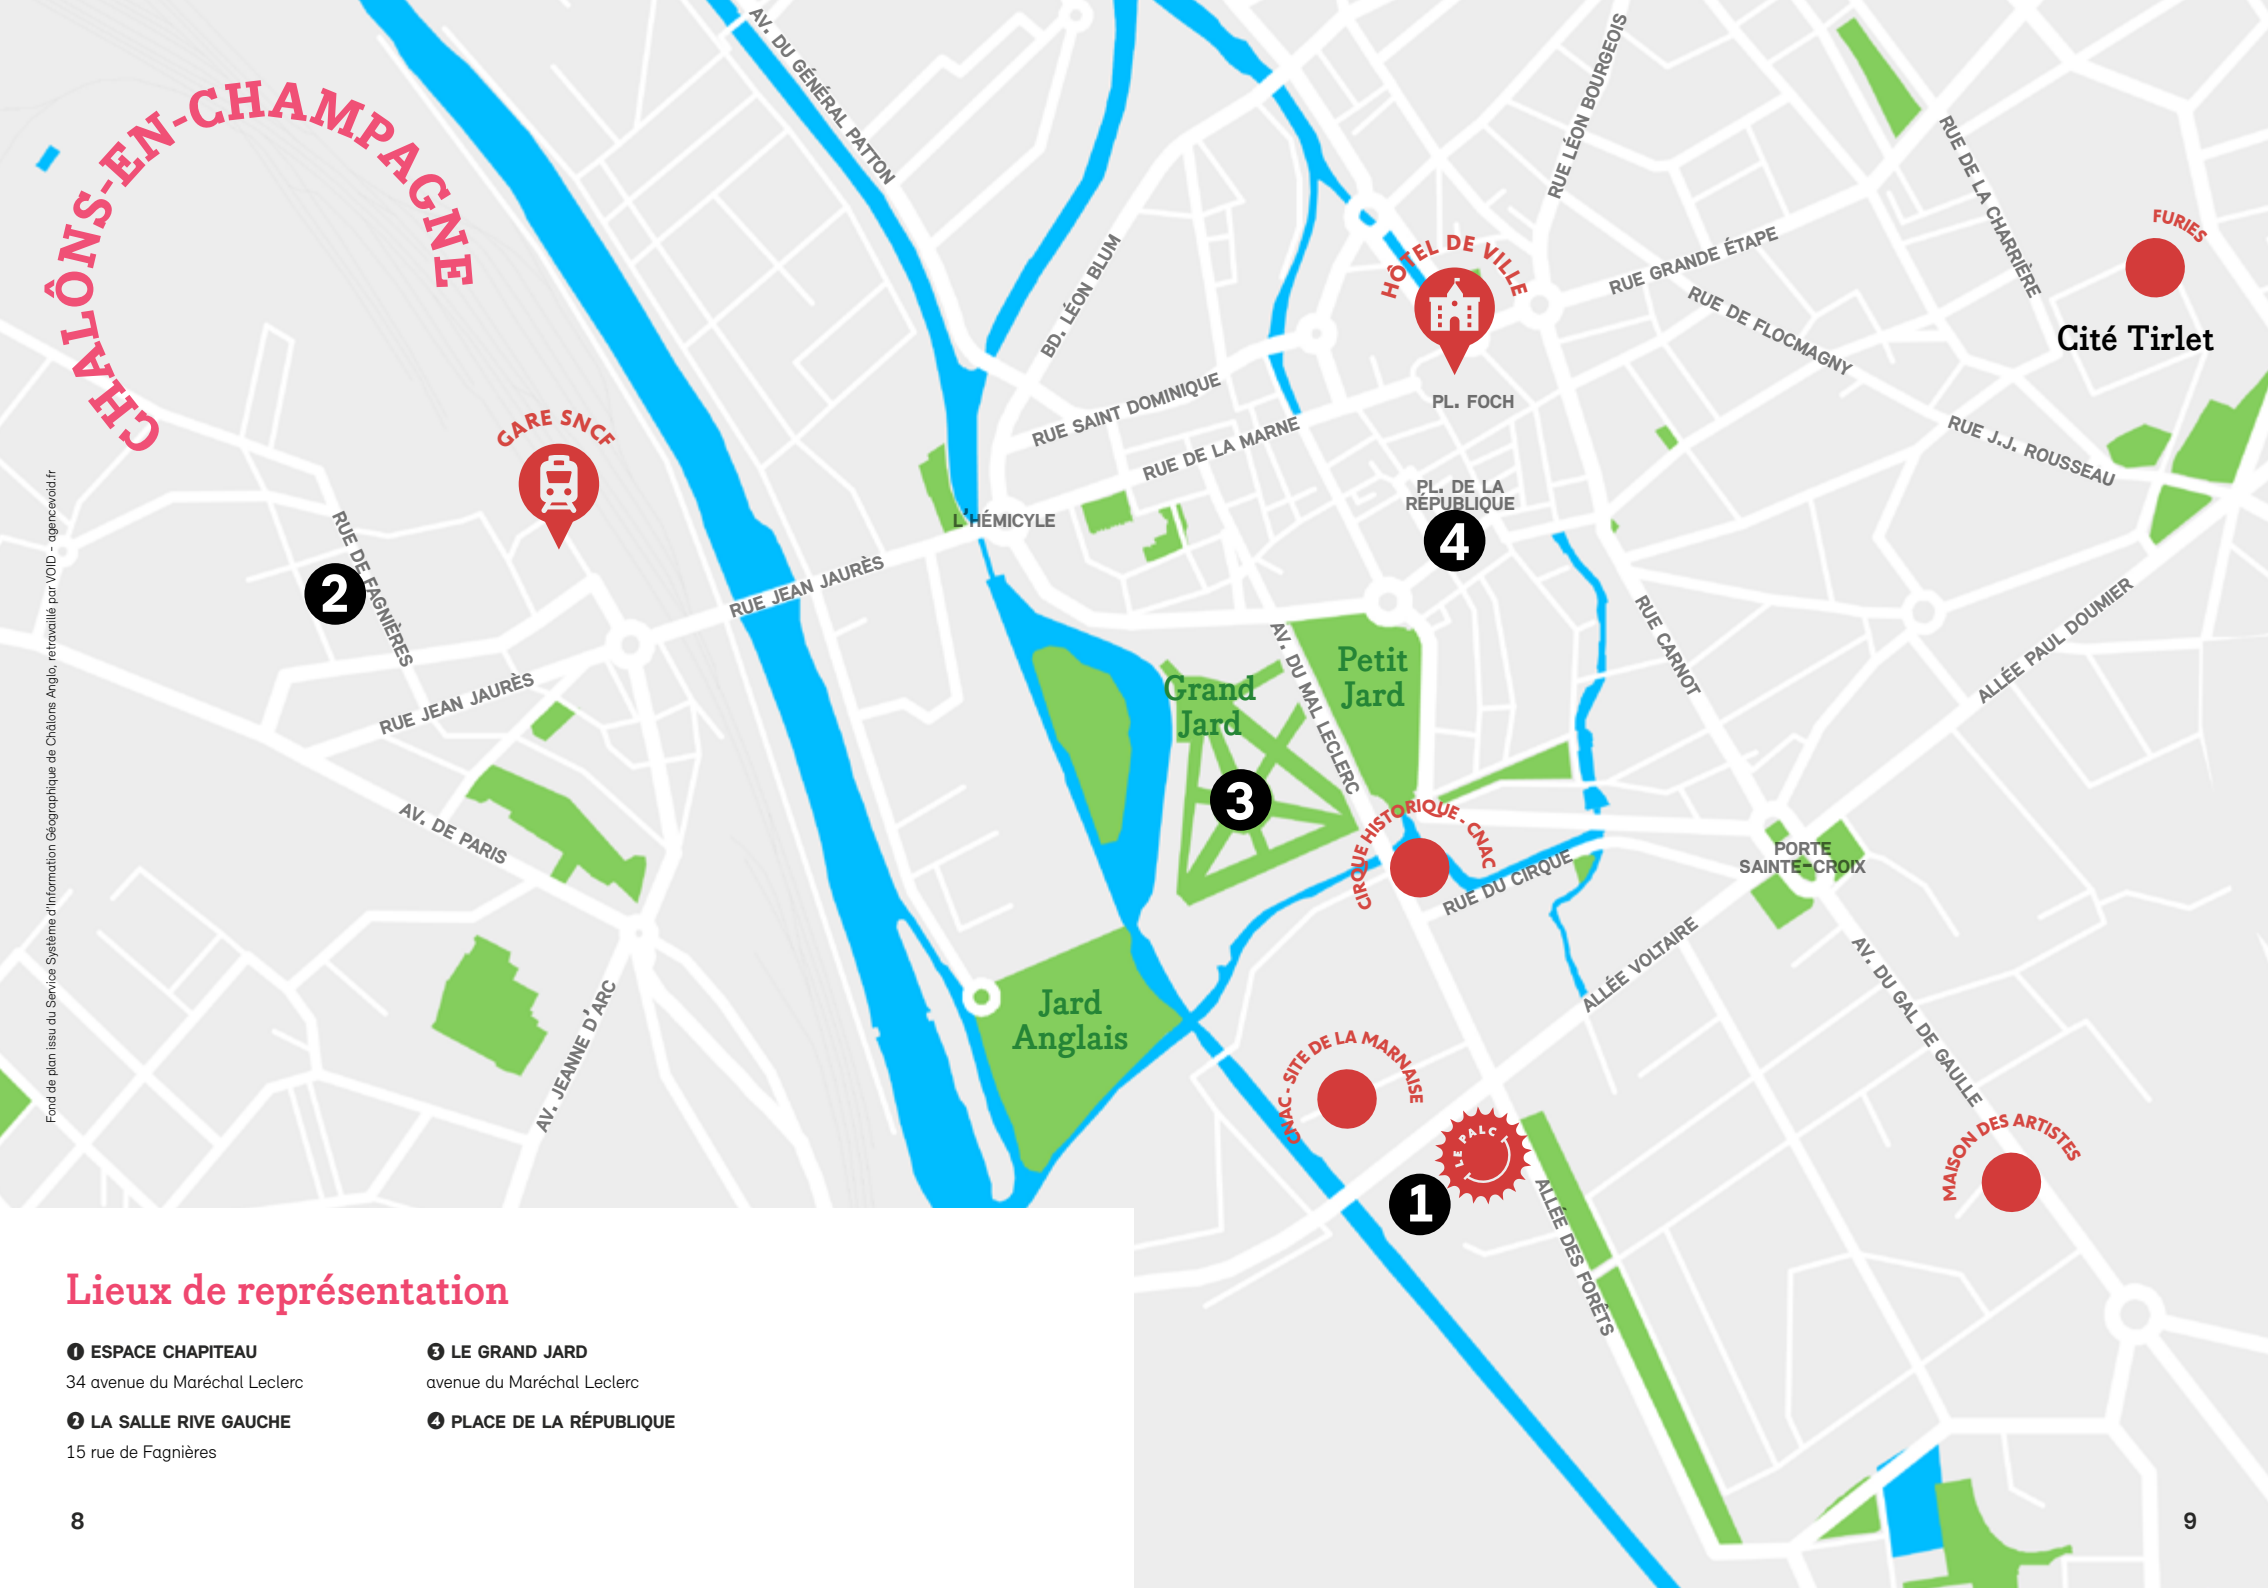 CHÂLONS-EN-CHAMPAGNE
AV. DU GÉNÉRAL PATTON
RUE LÉON BOURGEOIS
RUE DE LA CHARRIÈRE
FURIES
Cité Tirlet
BD. LÉON BLUM
HÔTEL DE VILLE
RUE GRANDE ÉTAPE
RUE DE FLOCMAGNY
RUE SAINT DOMINIQUE
PL. FOCH
GARE SNCF
RUE DE LA MARNE
RUE J.J. ROUSSEAU
PL. DE LA
RÉPUBLIQUE
4
L'HÉMICYLE
RUE DE FAGNIÈRES
2
RUE JEAN JAURÈS
RUE CARNOT
ALLÉE PAUL DOUMIER
AV. DU MAL LECLERC
Petit
Jard
Grand
Jard
RUE JEAN JAURÈS
3
AV. DE PARIS
CIRQUE HISTORIQUE - CNAC
RUE DU CIRQUE
PORTE
SAINTE-CROIX
ALLÉE VOLTAIRE
AV. DU GAL DE GAULLE
AV. JEANNE D'ARC
Jard
Anglais
CNAC - SITE DE LA MARNAISE
LE PALC
1
MAISON DES ARTISTES
ALLÉE DES FORÊTS
Fond de plan issu du Service Système d'Information Géographique de Châlons Anglo, retravaillé par VOID - agencevoid.fr
Lieux de représentation
1 ESPACE CHAPITEAU
34 avenue du Maréchal Leclerc
2 LA SALLE RIVE GAUCHE
15 rue de Fagnières
3 LE GRAND JARD
avenue du Maréchal Leclerc
4 PLACE DE LA RÉPUBLIQUE
8
9